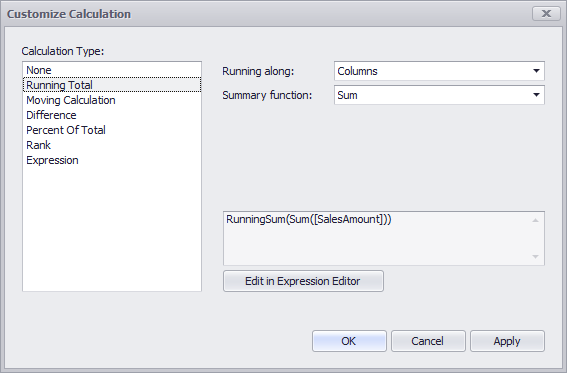 Customize Calculation
Calculation Type:
None
Running Total
Moving Calculation
Difference
Percent Of Total
Rank
Expression
Running along:
Columns
Summary function:
Sum
RunningSum(Sum([SalesAmount]))
Edit in Expression Editor
OK
Cancel
Apply